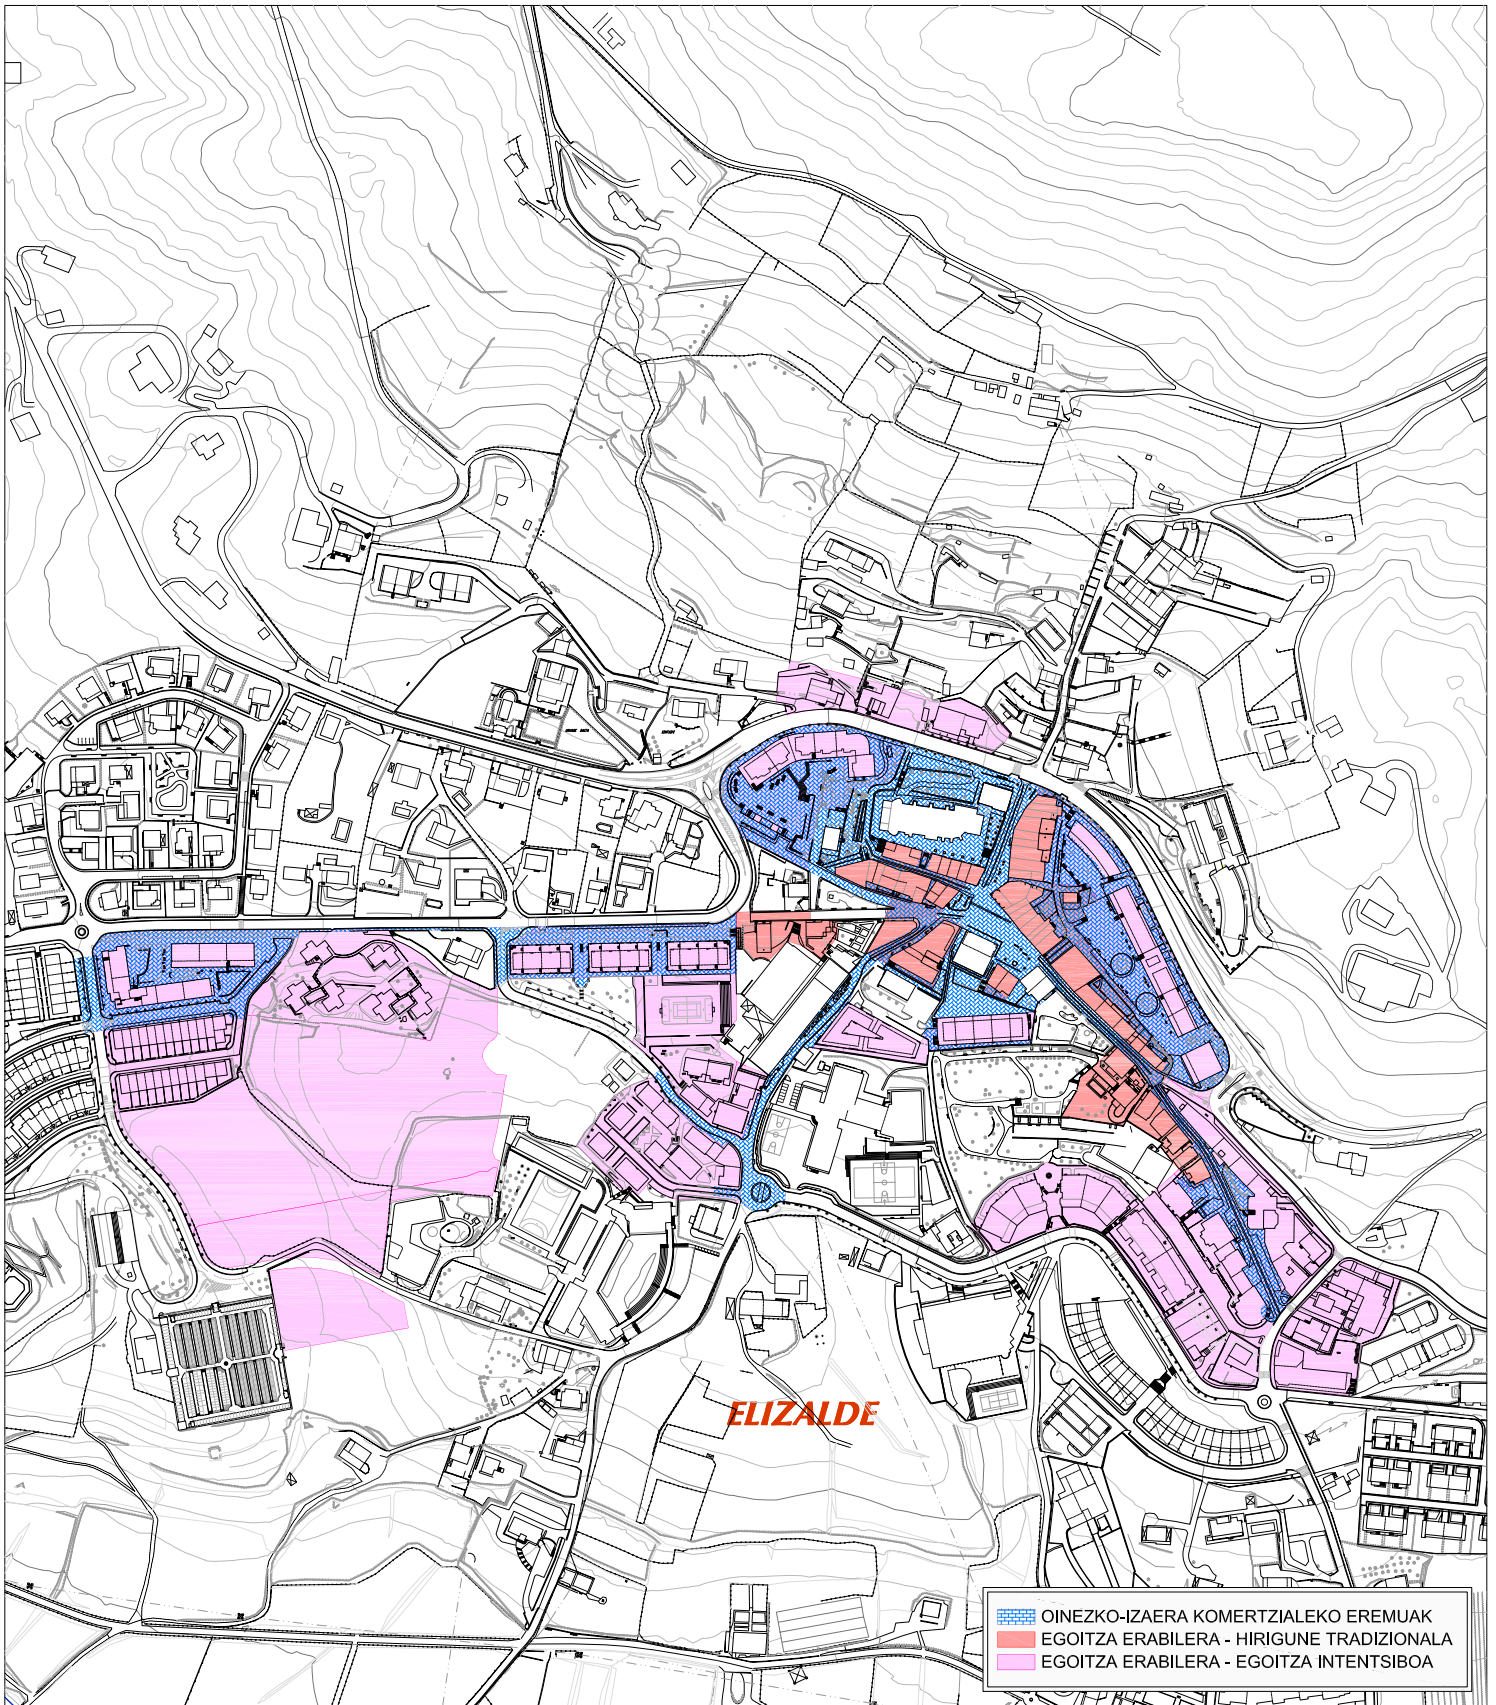 ELIZALDE
OINEZKO-IZAERA KOMERTZIALEKO EREMUAK
EGOITZA ERABILERA - HIRIGUNE TRADIZIONALA
EGOITZA ERABILERA - EGOITZA INTENTSIBOA